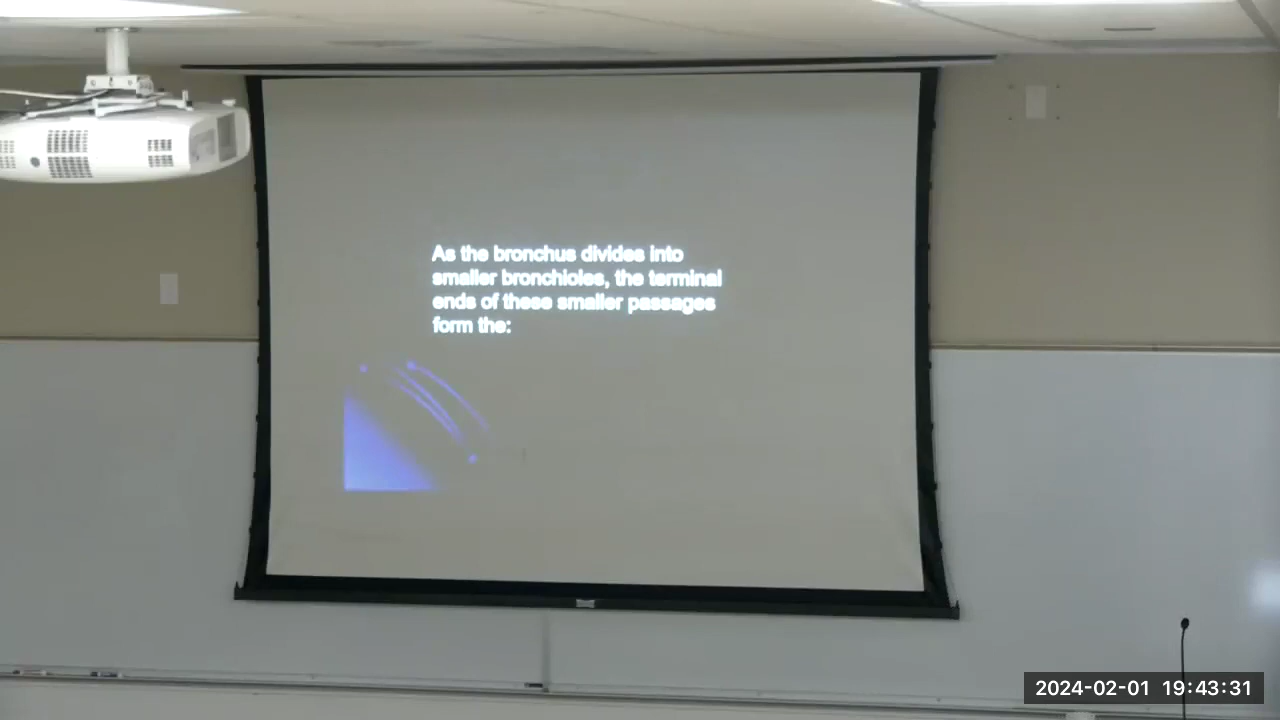 As the bronchus divides into
smaller bronchioles, the terminal
ends of these smaller passages
form the:
2024-02-01 19:43:31